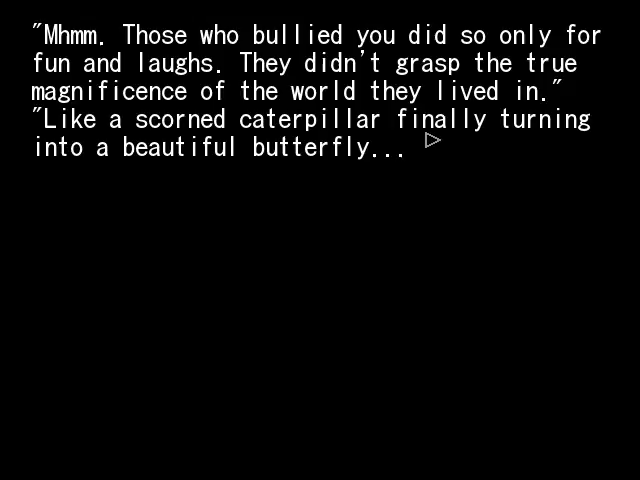 "Mhmm. Those who bullied you did so only for
fun and laughs. They didn't grasp the true
magnificence of the world they lived in."
"Like a scorned caterpillar finally turning
into a beautiful butterfly...